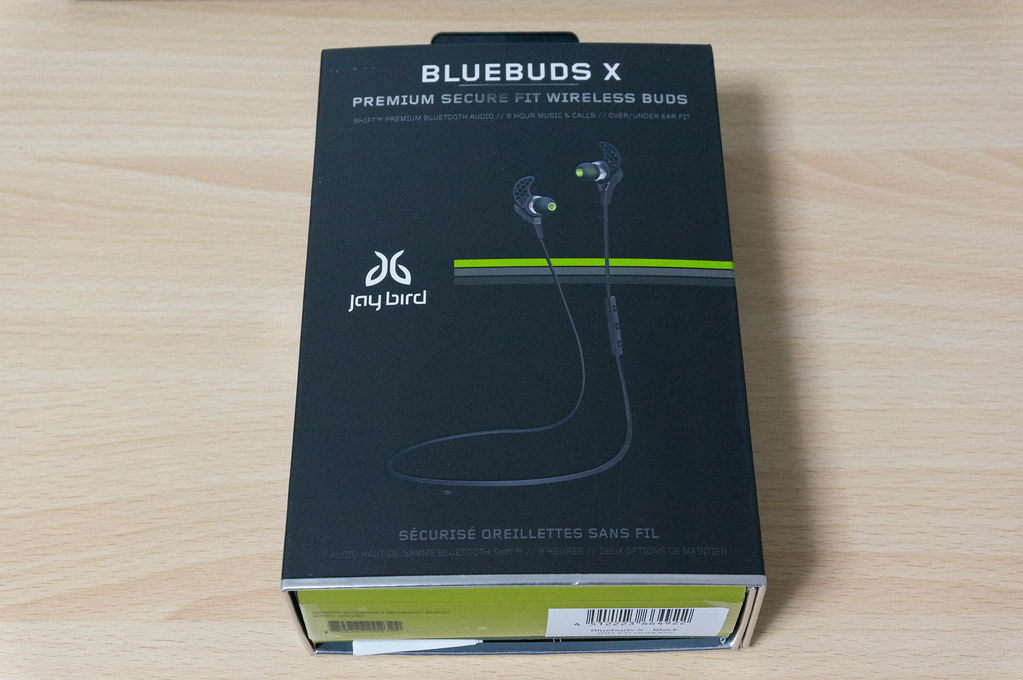 BLUEBUDS X
PREMIUM SECURE FIT WIRELESS BUDS
SHIFT™ PREMIUM BLUETOOTH AUDIO // 8 HOUR MUSIC & CALLS // OVER/UNDER EAR FIT
jaybird
SÉCURISÉ OREILLETTES SANS FIL
AUDIO HAUT DE GAMME BLUETOOTH Shift™ // 8 HEURES // DEUX OPTIONS DE MAINTIEN
Bluebuds X - Black